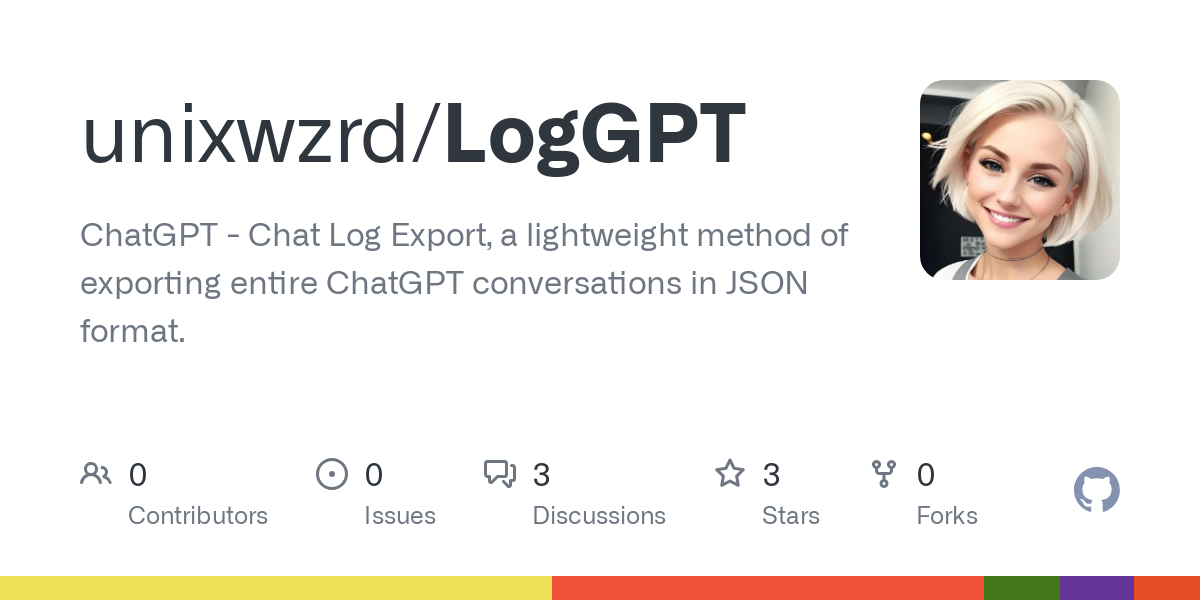 unixwzrd/LogGPT
ChatGPT - Chat Log Export, a lightweight method of
exporting entire ChatGPT conversations in JSON
format.
0
Contributors
0
Issues
3
Discussions
3
Stars
0
Forks